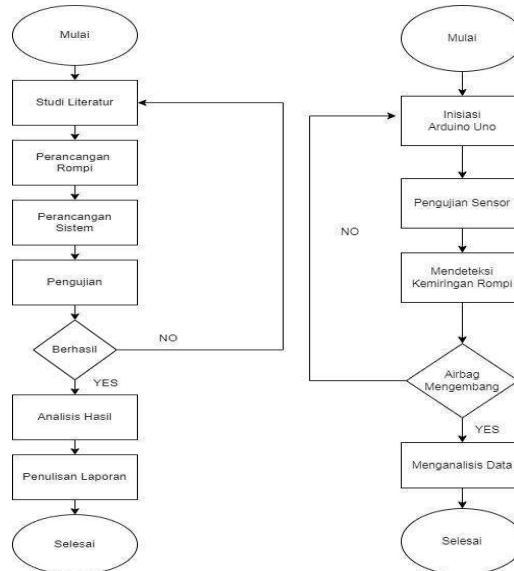 Mulai
Studi Literatur
Perancangan
Rompi
Perancangan
Sistem
Pengujian
Berhasil
NO
YES
Analisis Hasil
Penulisan Laporan
Selesai
Mulai
Inisiasi
Arduino Uno
Pengujian Sensor
NO
Mendeteksi
Kemiringan Rompi
Airbag
Mengembang
YES
Menganalisis Data
Selesai